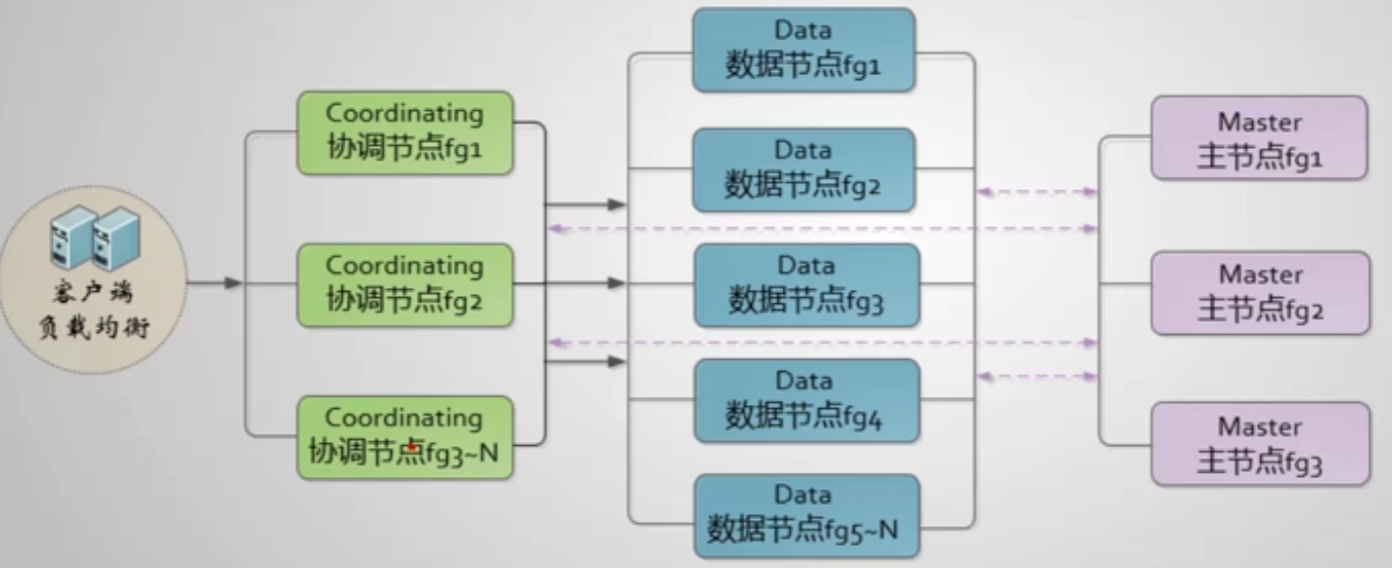 客户端
负载均衡
Coordinating
协调节点fg1
Coordinating
协调节点fg2
Coordinating
协调节点fg3~N
Data
数据节点fg1
Data
数据节点fg2
Data
数据节点fg3
Data
数据节点fg4
Data
数据节点fg5~N
Master
主节点fg1
Master
主节点fg2
Master
主节点fg3